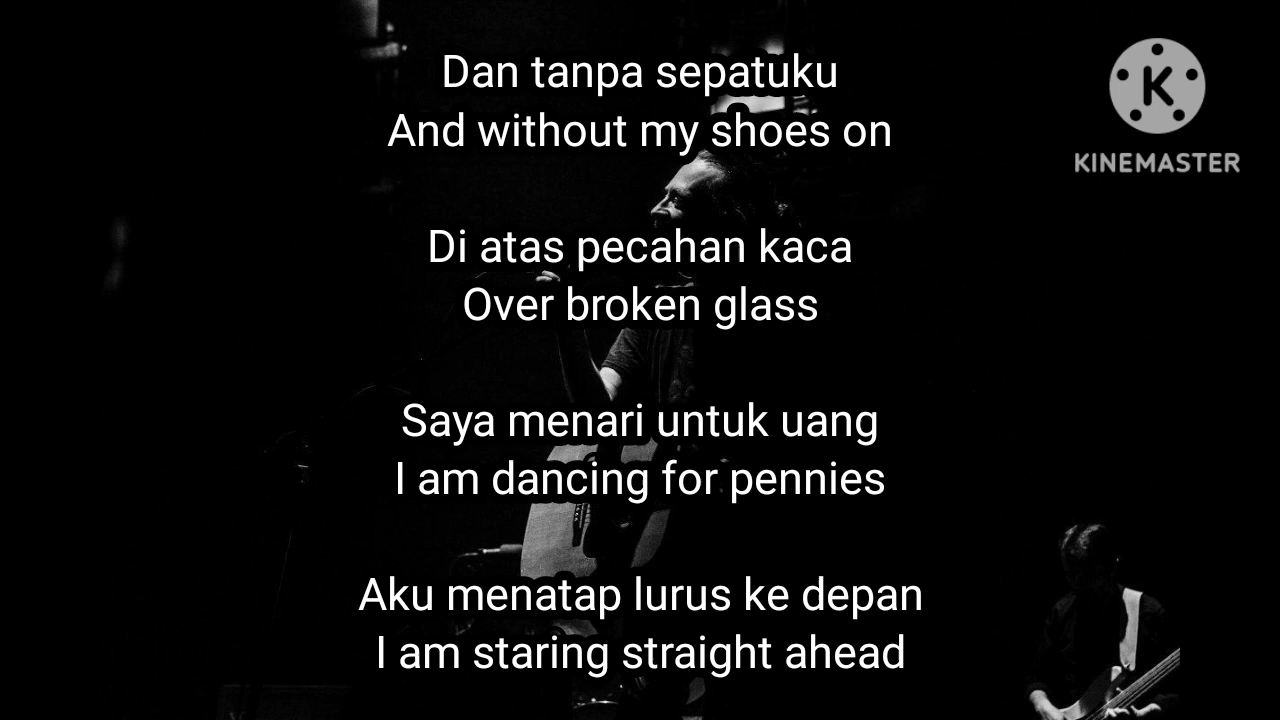 Dan tanpa sepatuku
And without my shoes on
Di atas pecahan kaca
Over broken glass
Saya menari untuk uang
I am dancing for pennies
Aku menatap lurus ke depan
I am staring straight ahead
K
KINEMASTER